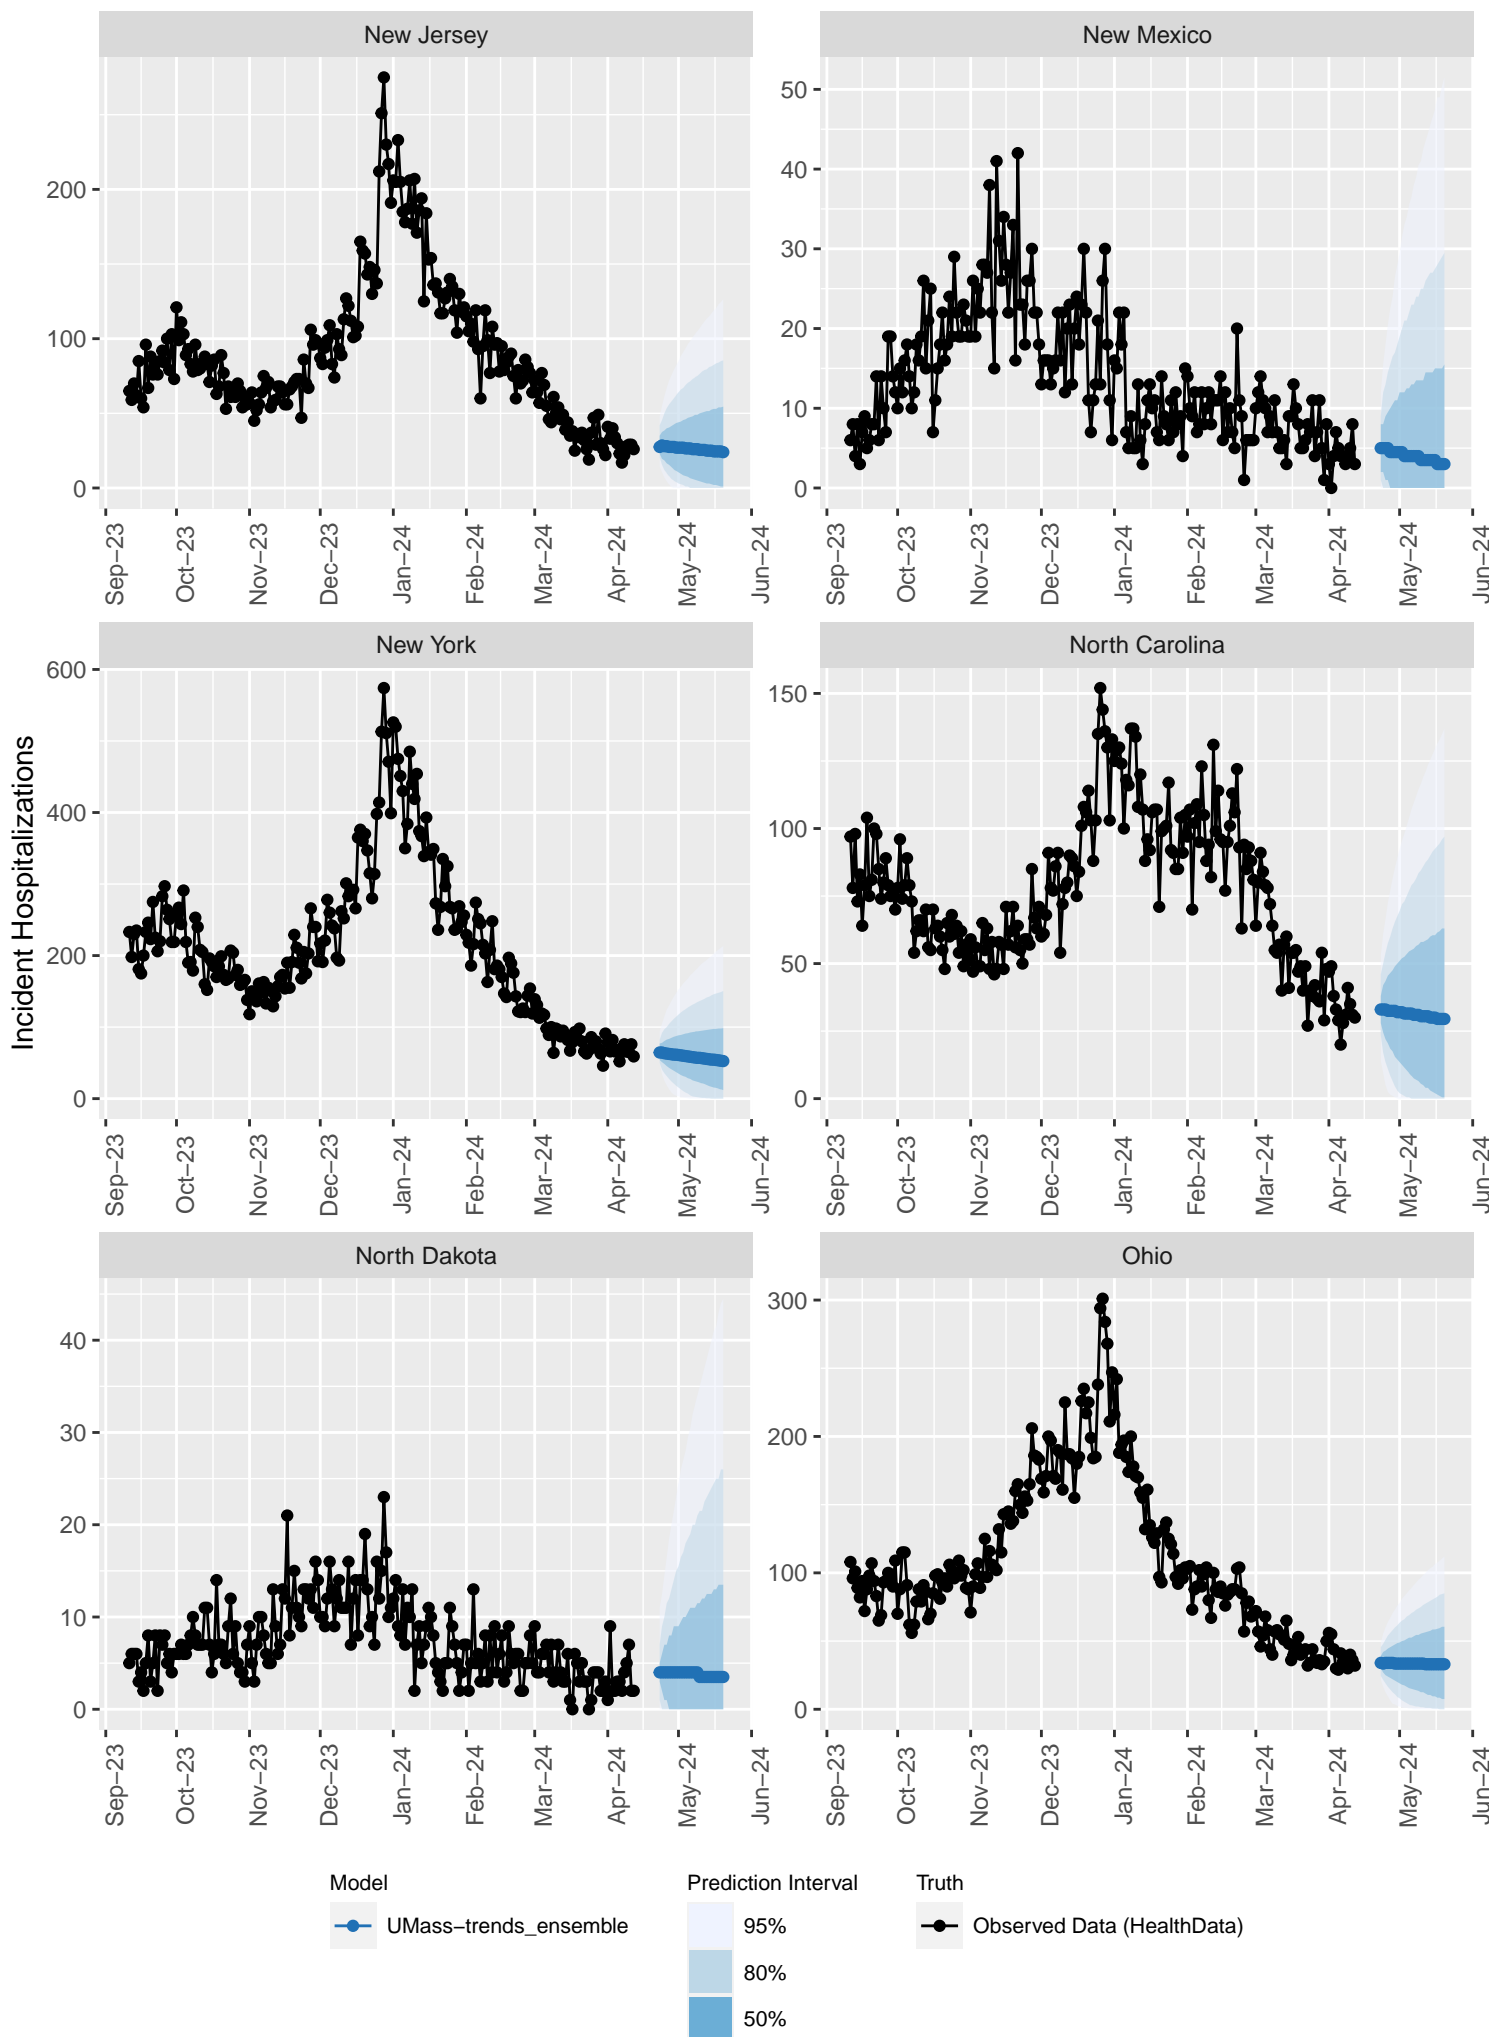 New Jersey
New Mexico
200
100
0
50
40
30
20
10
0
Sep−23
Oct−23
Nov−23
Dec−23
Jan−24
Feb−24
Mar−24
Apr−24
May−24
Jun−24
Sep−23
Oct−23
Nov−23
Dec−23
Jan−24
Feb−24
Mar−24
Apr−24
May−24
Jun−24
Incident Hospitalizations
New York
North Carolina
600
400
200
0
150
100
50
0
Sep−23
Oct−23
Nov−23
Dec−23
Jan−24
Feb−24
Mar−24
Apr−24
May−24
Jun−24
Sep−23
Oct−23
Nov−23
Dec−23
Jan−24
Feb−24
Mar−24
Apr−24
May−24
Jun−24
North Dakota
Ohio
40
30
20
10
0
300
200
100
0
Sep−23
Oct−23
Nov−23
Dec−23
Jan−24
Feb−24
Mar−24
Apr−24
May−24
Jun−24
Sep−23
Oct−23
Nov−23
Dec−23
Jan−24
Feb−24
Mar−24
Apr−24
May−24
Jun−24
Model
UMass−trends_ensemble
Prediction Interval
95%
80%
50%
Truth
Observed Data (HealthData)